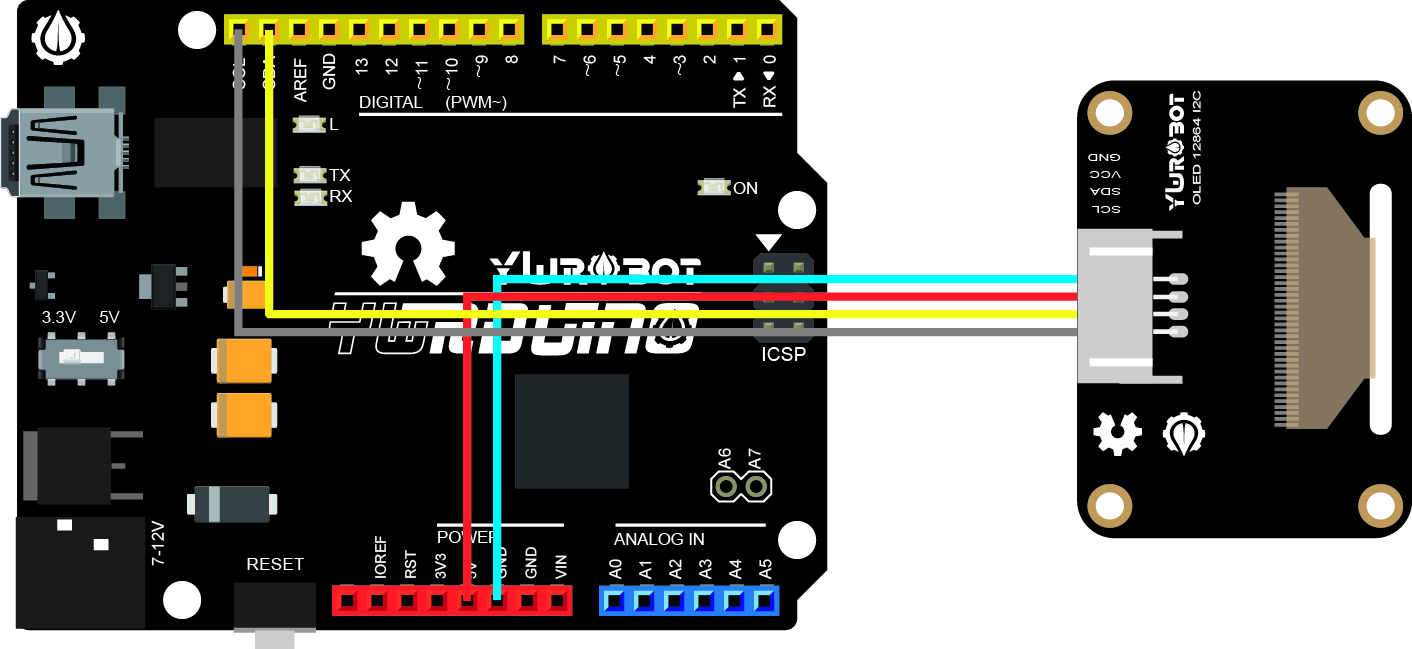 SCL
SDA
AREF
GND
13
12
~11
~10
~9
8
7
~6
~5
4
~3
2
TX 1
RX 0
DIGITAL (PWM~)
L
TX
RX
ON
YWROBOT
ICSP
3.3V 5V
7-12V
RESET
A6
A7
POWER
IOREF
RST
3V3
5V
GND
GND
VIN
ANALOG IN
A0
A1
A2
A3
A4
A5
GND
VCC
SDA
SCL
YWROBOT
OLED 12864 I2C